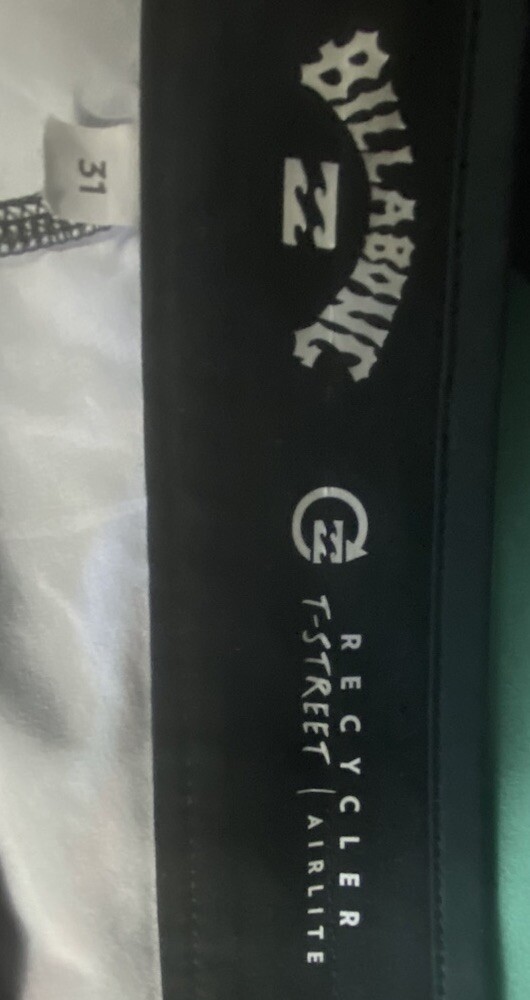 BILLABONG
RECYCLER
T-STREET | AIRLITE
31